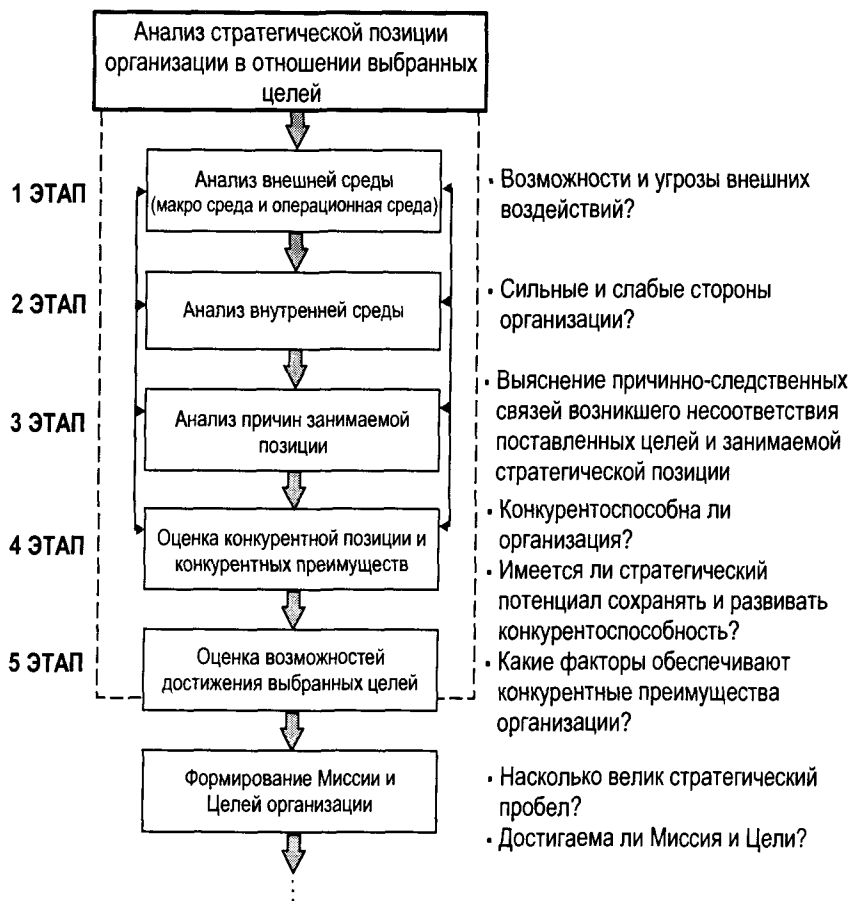 Анализ стратегической позиции
организации в отношении выбранных
целей
1 ЭТАП
Анализ внешней среды
(макро среда и операционная среда)
· Возможности и угрозы внешних
воздействий?
2 ЭТАП
Анализ внутренней среды
· Сильные и слабые стороны
организации?
3 ЭТАП
Анализ причин занимаемой
позиции
· Выяснение причинно-следственных
связей возникшего несоответствия
поставленных целей и занимаемой
стратегической позиции
4 ЭТАП
Оценка конкурентной позиции и
конкурентных преимуществ
· Конкурентоспособна ли
организация?
· Имеется ли стратегический
потенциал сохранять и развивать
конкурентоспособность?
5 ЭТАП
Оценка возможностей
достижения выбранных целей
· Какие факторы обеспечивают
конкурентные преимущества
организации?
Формирование Миссии и
Целей организации
· Насколько велик стратегический
пробел?
· Достигаема ли Миссия и Цели?